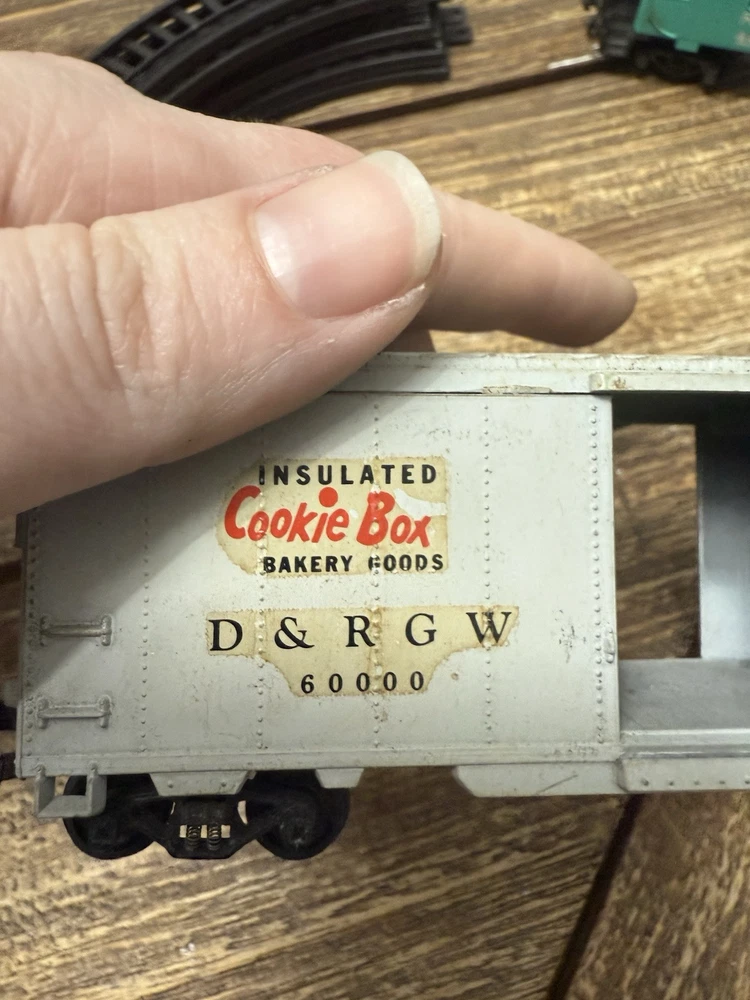 INSULATED
Cookie Box
BAKERY GOODS
D & R G W
60000